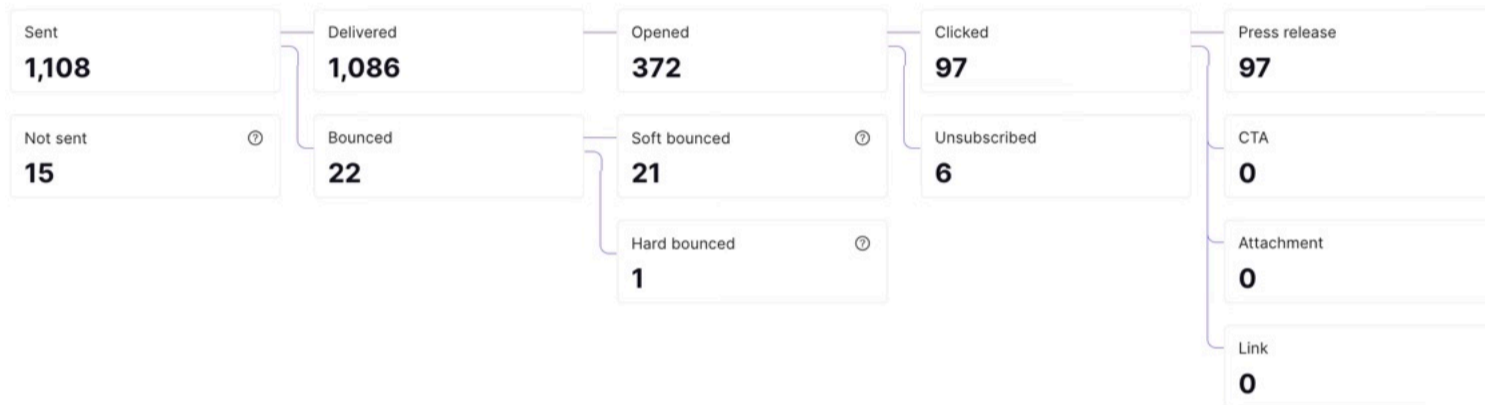 Sent
1,108
Delivered
1,086
Opened
372
Clicked
97
Press release
97
Not sent
15
Bounced
22
Soft bounced
21
Unsubscribed
6
CTA
0
Hard bounced
1
Attachment
0
Link
0